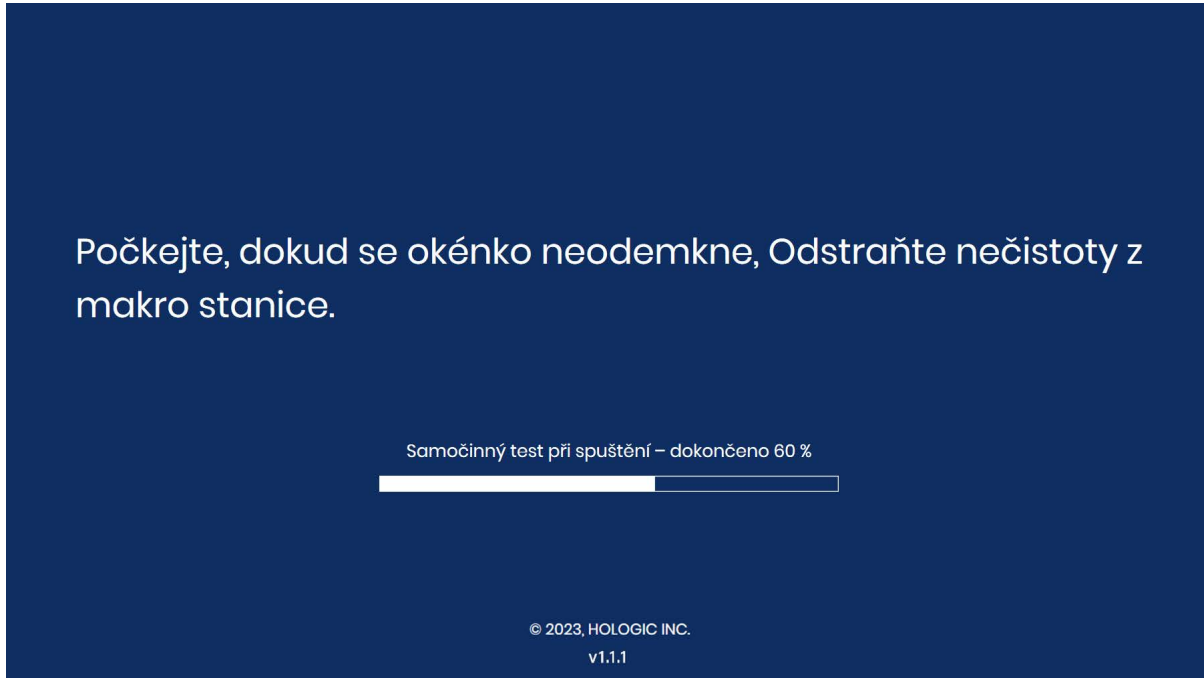 Počkejte, dokud se okénko neodemkne, Odstraňte nečistoty z
makro stanice.
Samočinný test při spuštění – dokončeno 60 %
© 2023, HOLOGIC INC.
v1.1.1